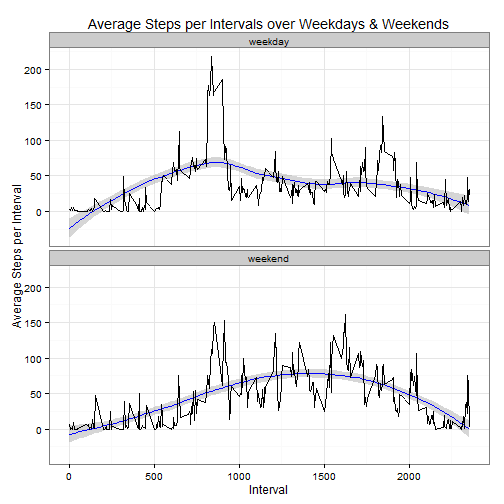 Average Steps per Intervals over Weekdays & Weekends
weekday
200
150
100
50
0
weekend
200
150
100
50
0
Average Steps per Interval
0 500 1000 1500 2000
Interval